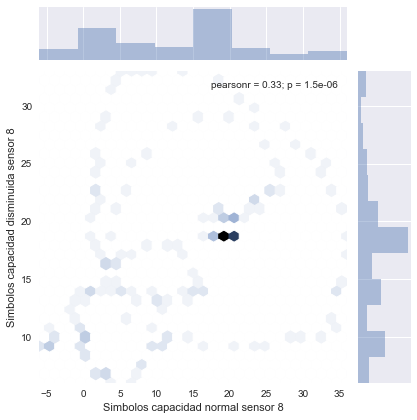 pearsonr = 0.33; p = 1.5e-06
30
25
20
15
10
Simbolos capacidad disminuida sensor 8
−5 0 5 10 15 20 25 30 35
Simbolos capacidad normal sensor 8